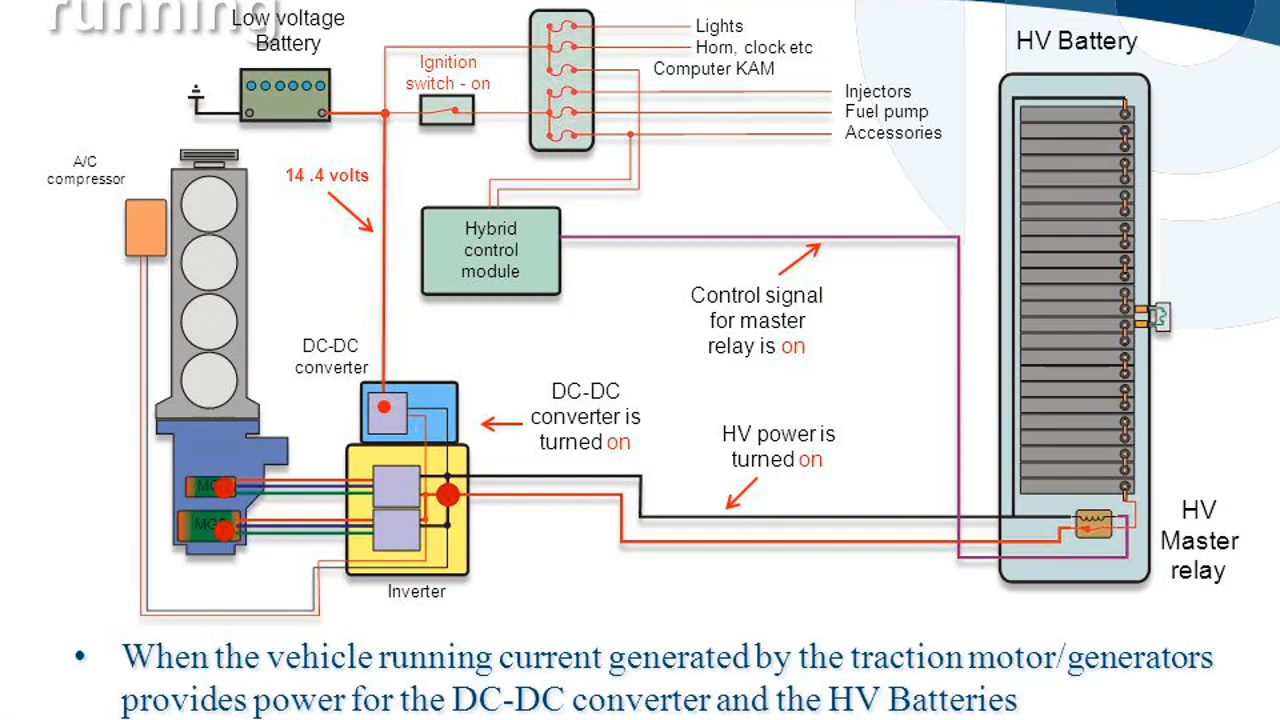 running
Low voltage
Battery
Ignition
switch - on
Lights
Horn, clock etc
Computer KAM
Injectors
Fuel pump
Accessories
HV Battery
A/C
compressor
14 .4 volts
Hybrid
control
module
Control signal
for master
relay is on
DC-DC
converter
DC-DC
converter is
turned on
HV power is
turned on
HV
Master
relay
Inverter
• When the vehicle running current generated by the traction motor/generators
provides power for the DC-DC converter and the HV Batteries